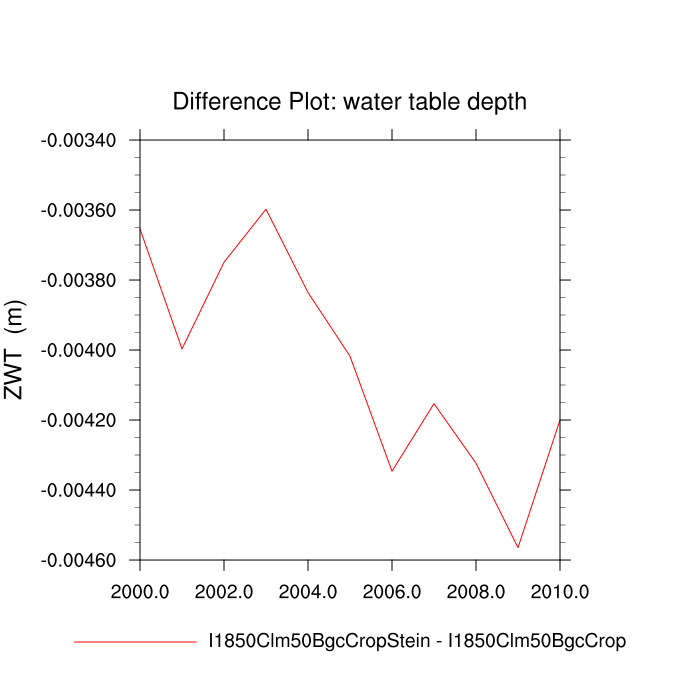 Difference Plot: water table depth
-0.00340
-0.00360
-0.00380
-0.00400
-0.00420
-0.00440
-0.00460
ZWT (m)
2000.0 2002.0 2004.0 2006.0 2008.0 2010.0
I1850Clm50BgcCropStein - I1850Clm50BgcCrop